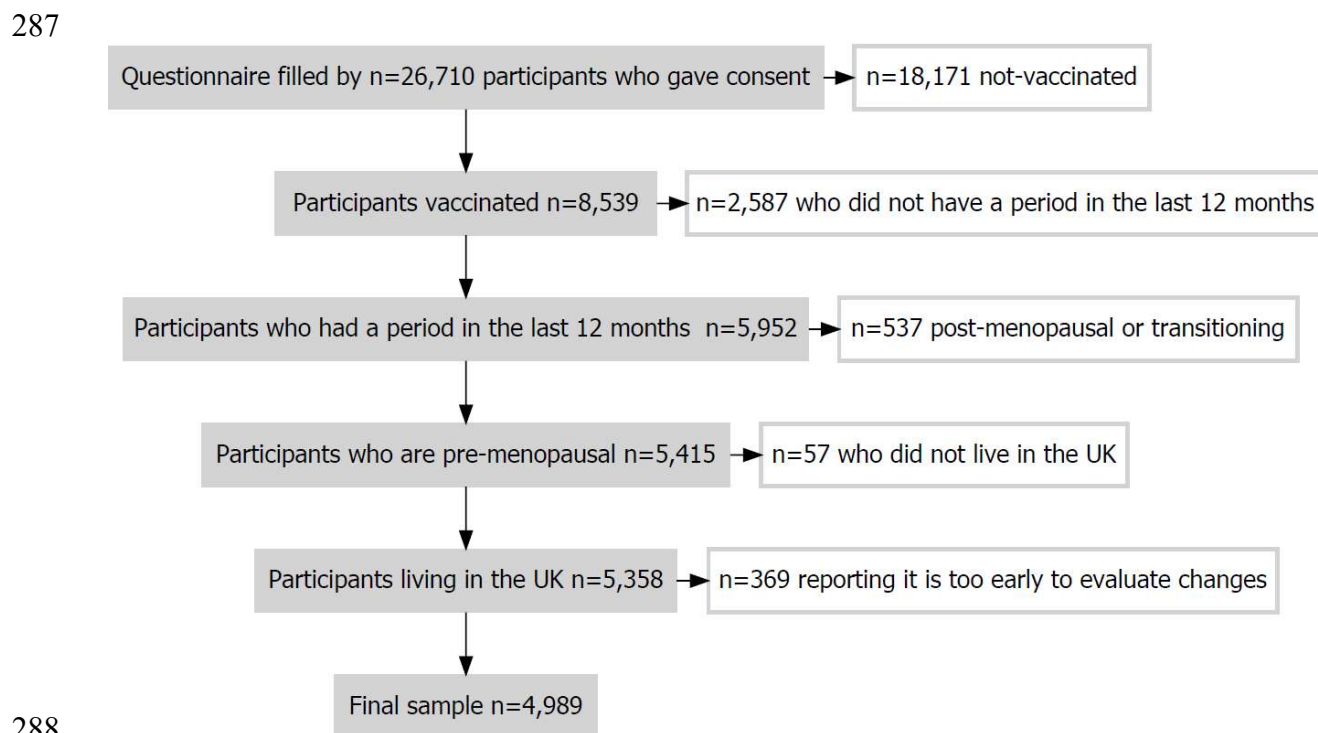 287
Questionnaire filled by n=26,710 participants who gave consent
n=18,171 not-vaccinated
Participants vaccinated n=8,539
n=2,587 who did not have a period in the last 12 months
Participants who had a period in the last 12 months n=5,952
n=537 post-menopausal or transitioning
Participants who are pre-menopausal n=5,415
n=57 who did not live in the UK
Participants living in the UK n=5,358
n=369 reporting it is too early to evaluate changes
Final sample n=4,989
288